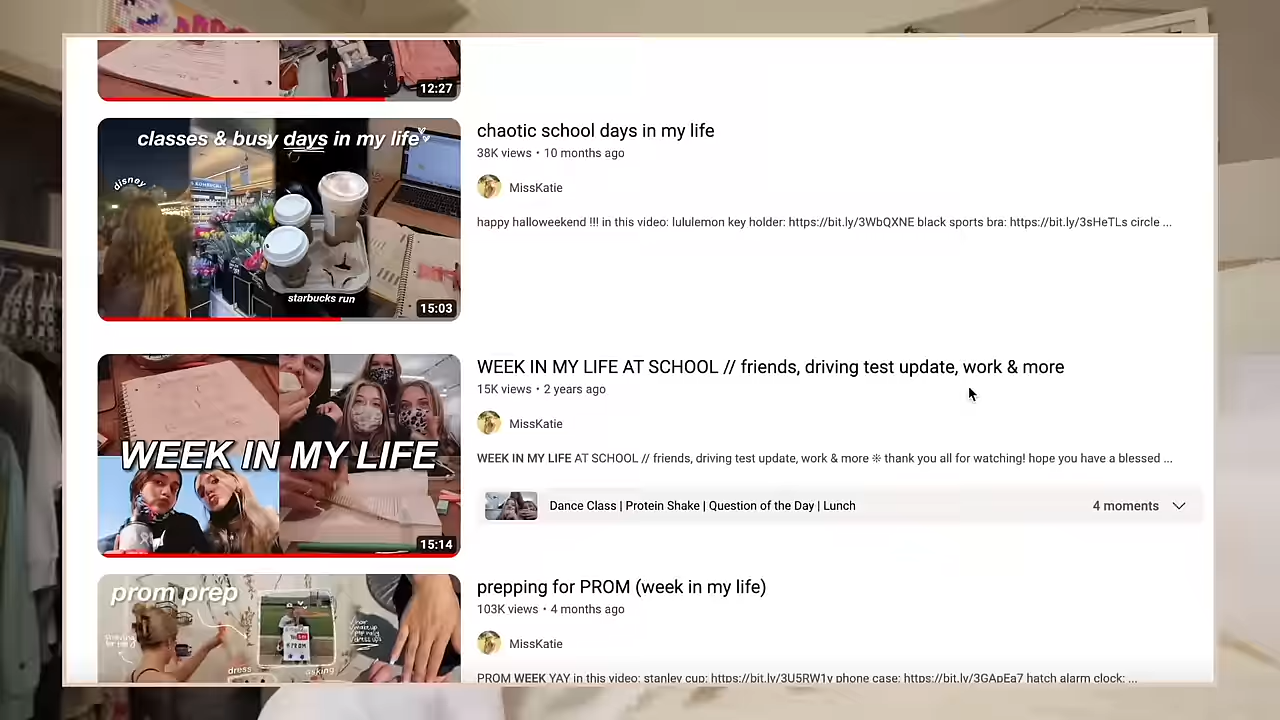 12:27
classes & busy days in my life
disney
starbucks run
15:03
chaotic school days in my life
38K views • 10 months ago
MissKatie
happy halloweekend !!! in this video: lululemon key holder: https://bit.ly/3WbQXNE black sports bra: https://bit.ly/3sHeTLs circle ...
WEEK IN MY LIFE
15:14
WEEK IN MY LIFE AT SCHOOL // friends, driving test update, work & more
15K views • 2 years ago
MissKatie
WEEK IN MY LIFE AT SCHOOL // friends, driving test update, work & more ❊ thank you all for watching! hope you have a blessed ...
Dance Class | Protein Shake | Question of the Day | Lunch
4 moments
prom prep
dress
asking
prepping for PROM (week in my life)
103K views • 4 months ago
MissKatie
PROM WEEK YAY in this video: stanley cup: https://bit.ly/3U5RW1v phone case: https://bit.ly/3GApEa7 hatch alarm clock: ...